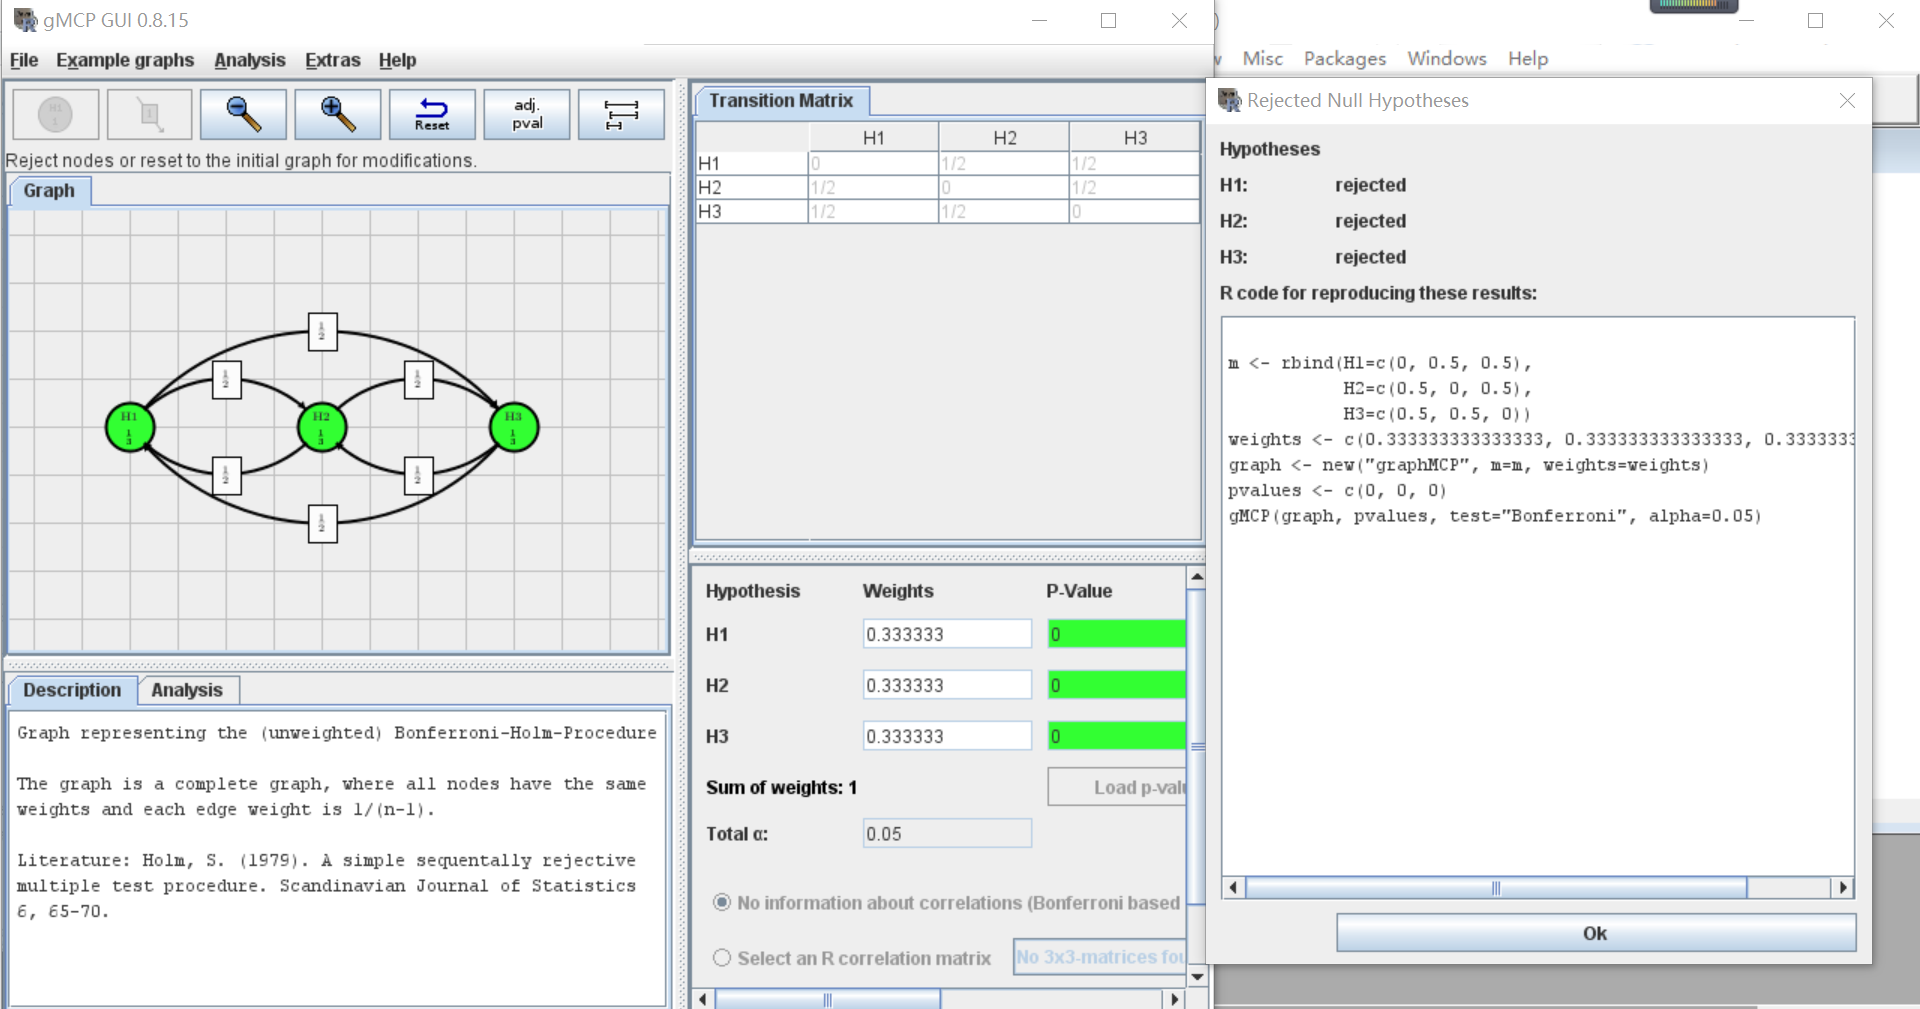 gMCP GUI 0.8.15
File Example graphs Analysis Extras Help
Misc Packages Windows Help
Reset
adj. pval
Reject nodes or reset to the initial graph for modifications.
Graph
1/2
1/2 1/2
H1 1/3 H2 1/3 H3 1/3
1/2 1/2
1/2
Description Analysis
Graph representing the (unweighted) Bonferroni-Holm-Procedure
The graph is a complete graph, where all nodes have the same
weights and each edge weight is 1/(n-1).
Literature: Holm, S. (1979). A simple sequentally rejective
multiple test procedure. Scandinavian Journal of Statistics
6, 65-70.
Transition Matrix
H1 H2 H3
H1 0 1/2 1/2
H2 1/2 0 1/2
H3 1/2 1/2 0
Hypothesis Weights P-Value
H1 0.333333 0
H2 0.333333 0
H3 0.333333 0
Sum of weights: 1 Load
Total α: 0.05
No information about correlations (Bonferroni based
Select an R correlation matrix No 3x3-matrices
Rejected Null Hypotheses
Hypotheses
H1: rejected
H2: rejected
H3: rejected
R code for reproducing these results:
m <- rbind(H1=c(0, 0.5, 0.5),
H2=c(0.5, 0, 0.5),
H3=c(0.5, 0.5, 0))
weights <- c(0.333333333333333, 0.333333333333333, 0.3333333
graph <- new("graphMCP", m=m, weights=weights)
pvalues <- c(0, 0, 0)
gMCP(graph, pvalues, test="Bonferroni", alpha=0.05)
Ok